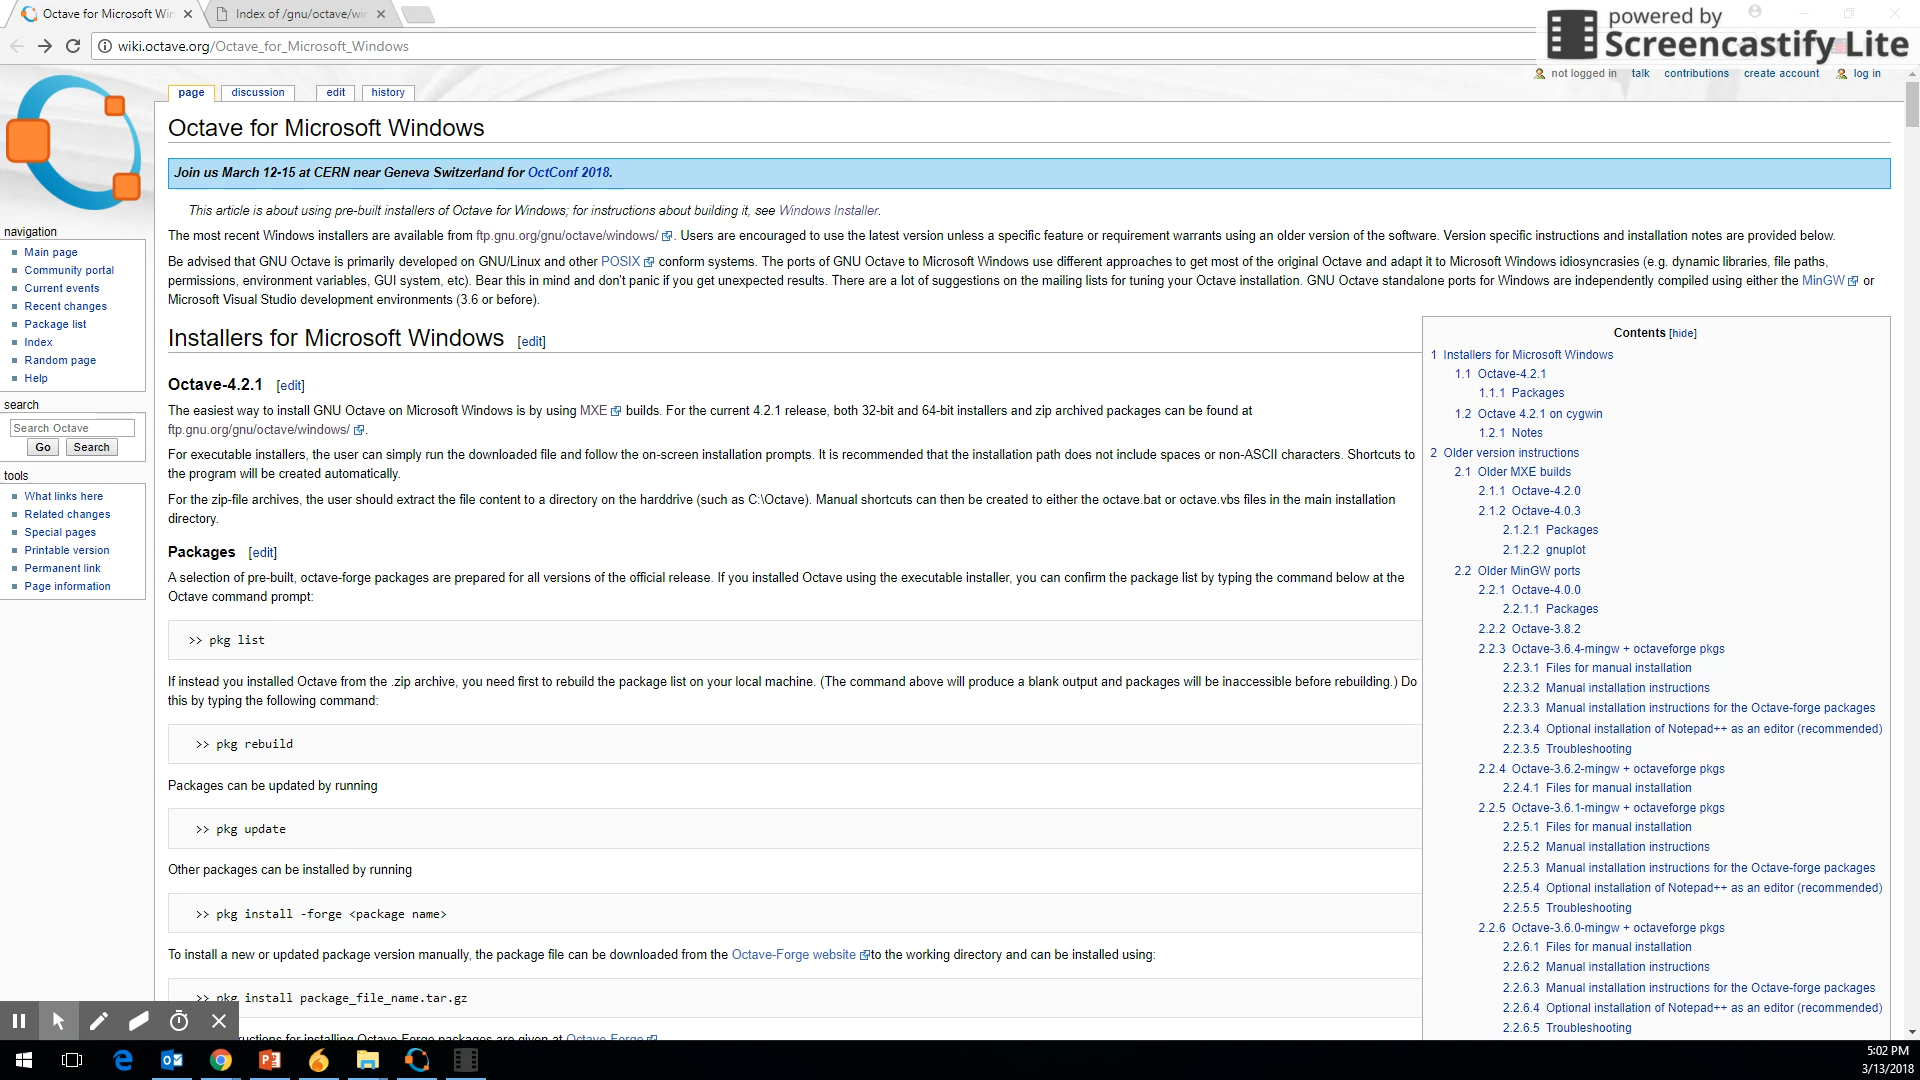 Octave for Microsoft Win
Index of /gnu/octave/win
powered by
Screencastify Lite
wiki.octave.org/Octave_for_Microsoft_Windows
not logged in talk contributions create account log in
page discussion edit history
Octave for Microsoft Windows
Join us March 12-15 at CERN near Geneva Switzerland for OctConf 2018.
This article is about using pre-built installers of Octave for Windows; for instructions about building it, see Windows Installer.
The most recent Windows installers are available from ftp.gnu.org/gnu/octave/windows/ . Users are encouraged to use the latest version unless a specific feature or requirement warrants using an older version of the software. Version specific instructions and installation notes are provided below.
Be advised that GNU Octave is primarily developed on GNU/Linux and other POSIX conform systems. The ports of GNU Octave to Microsoft Windows use different approaches to get most of the original Octave and adapt it to Microsoft Windows idiosyncrasies (e.g. dynamic libraries, file paths,
permissions, environment variables, GUI system, etc). Bear this in mind and don't panic if you get unexpected results. There are a lot of suggestions on the mailing lists for tuning your Octave installation. GNU Octave standalone ports for Windows are independently compiled using either the MinGW or
Microsoft Visual Studio development environments (3.6 or before).
navigation
Main page
Community portal
Current events
Recent changes
Package list
Index
Random page
Help
search
Search Octave
Go Search
tools
What links here
Related changes
Special pages
Printable version
Permanent link
Page information
Installers for Microsoft Windows [edit]
Octave-4.2.1 [edit]
The easiest way to install GNU Octave on Microsoft Windows is by using MXE builds. For the current 4.2.1 release, both 32-bit and 64-bit installers and zip archived packages can be found at
ftp.gnu.org/gnu/octave/windows/ .
For executable installers, the user can simply run the downloaded file and follow the on-screen installation prompts. It is recommended that the installation path does not include spaces or non-ASCII characters. Shortcuts to
the program will be created automatically.
For the zip-file archives, the user should extract the file content to a directory on the harddrive (such as C:\Octave). Manual shortcuts can then be created to either the octave.bat or octave.vbs files in the main installation
directory.
Packages [edit]
A selection of pre-built, octave-forge packages are prepared for all versions of the official release. If you installed Octave using the executable installer, you can confirm the package list by typing the command below at the
Octave command prompt:
>> pkg list
If instead you installed Octave from the .zip archive, you need first to rebuild the package list on your local machine. (The command above will produce a blank output and packages will be inaccessible before rebuilding.) Do
this by typing the following command:
>> pkg rebuild
Packages can be updated by running
>> pkg update
Other packages can be installed by running
>> pkg install -forge <package name>
To install a new or updated package version manually, the package file can be downloaded from the Octave-Forge website to the working directory and can be installed using:
>> pkg install package_file_name.tar.gz
ructions for installing Octave Forge packages are given at Octave Forge
Contents [hide]
1 Installers for Microsoft Windows
1.1 Octave-4.2.1
1.1.1 Packages
1.2 Octave 4.2.1 on cygwin
1.2.1 Notes
2 Older version instructions
2.1 Older MXE builds
2.1.1 Octave-4.2.0
2.1.2 Octave-4.0.3
2.1.2.1 Packages
2.1.2.2 gnuplot
2.2 Older MinGW ports
2.2.1 Octave-4.0.0
2.2.1.1 Packages
2.2.2 Octave-3.8.2
2.2.3 Octave-3.6.4-mingw + octaveforge pkgs
2.2.3.1 Files for manual installation
2.2.3.2 Manual installation instructions
2.2.3.3 Manual installation instructions for the Octave-forge packages
2.2.3.4 Optional installation of Notepad++ as an editor (recommended)
2.2.3.5 Troubleshooting
2.2.4 Octave-3.6.2-mingw + octaveforge pkgs
2.2.4.1 Files for manual installation
2.2.5 Octave-3.6.1-mingw + octaveforge pkgs
2.2.5.1 Files for manual installation
2.2.5.2 Manual installation instructions
2.2.5.3 Manual installation instructions for the Octave-forge packages
2.2.5.4 Optional installation of Notepad++ as an editor (recommended)
2.2.5.5 Troubleshooting
2.2.6 Octave-3.6.0-mingw + octaveforge pkgs
2.2.6.1 Files for manual installation
2.2.6.2 Manual installation instructions
2.2.6.3 Manual installation instructions for the Octave-forge packages
2.2.6.4 Optional installation of Notepad++ as an editor (recommended)
2.2.6.5 Troubleshooting
5:02 PM
3/13/2018